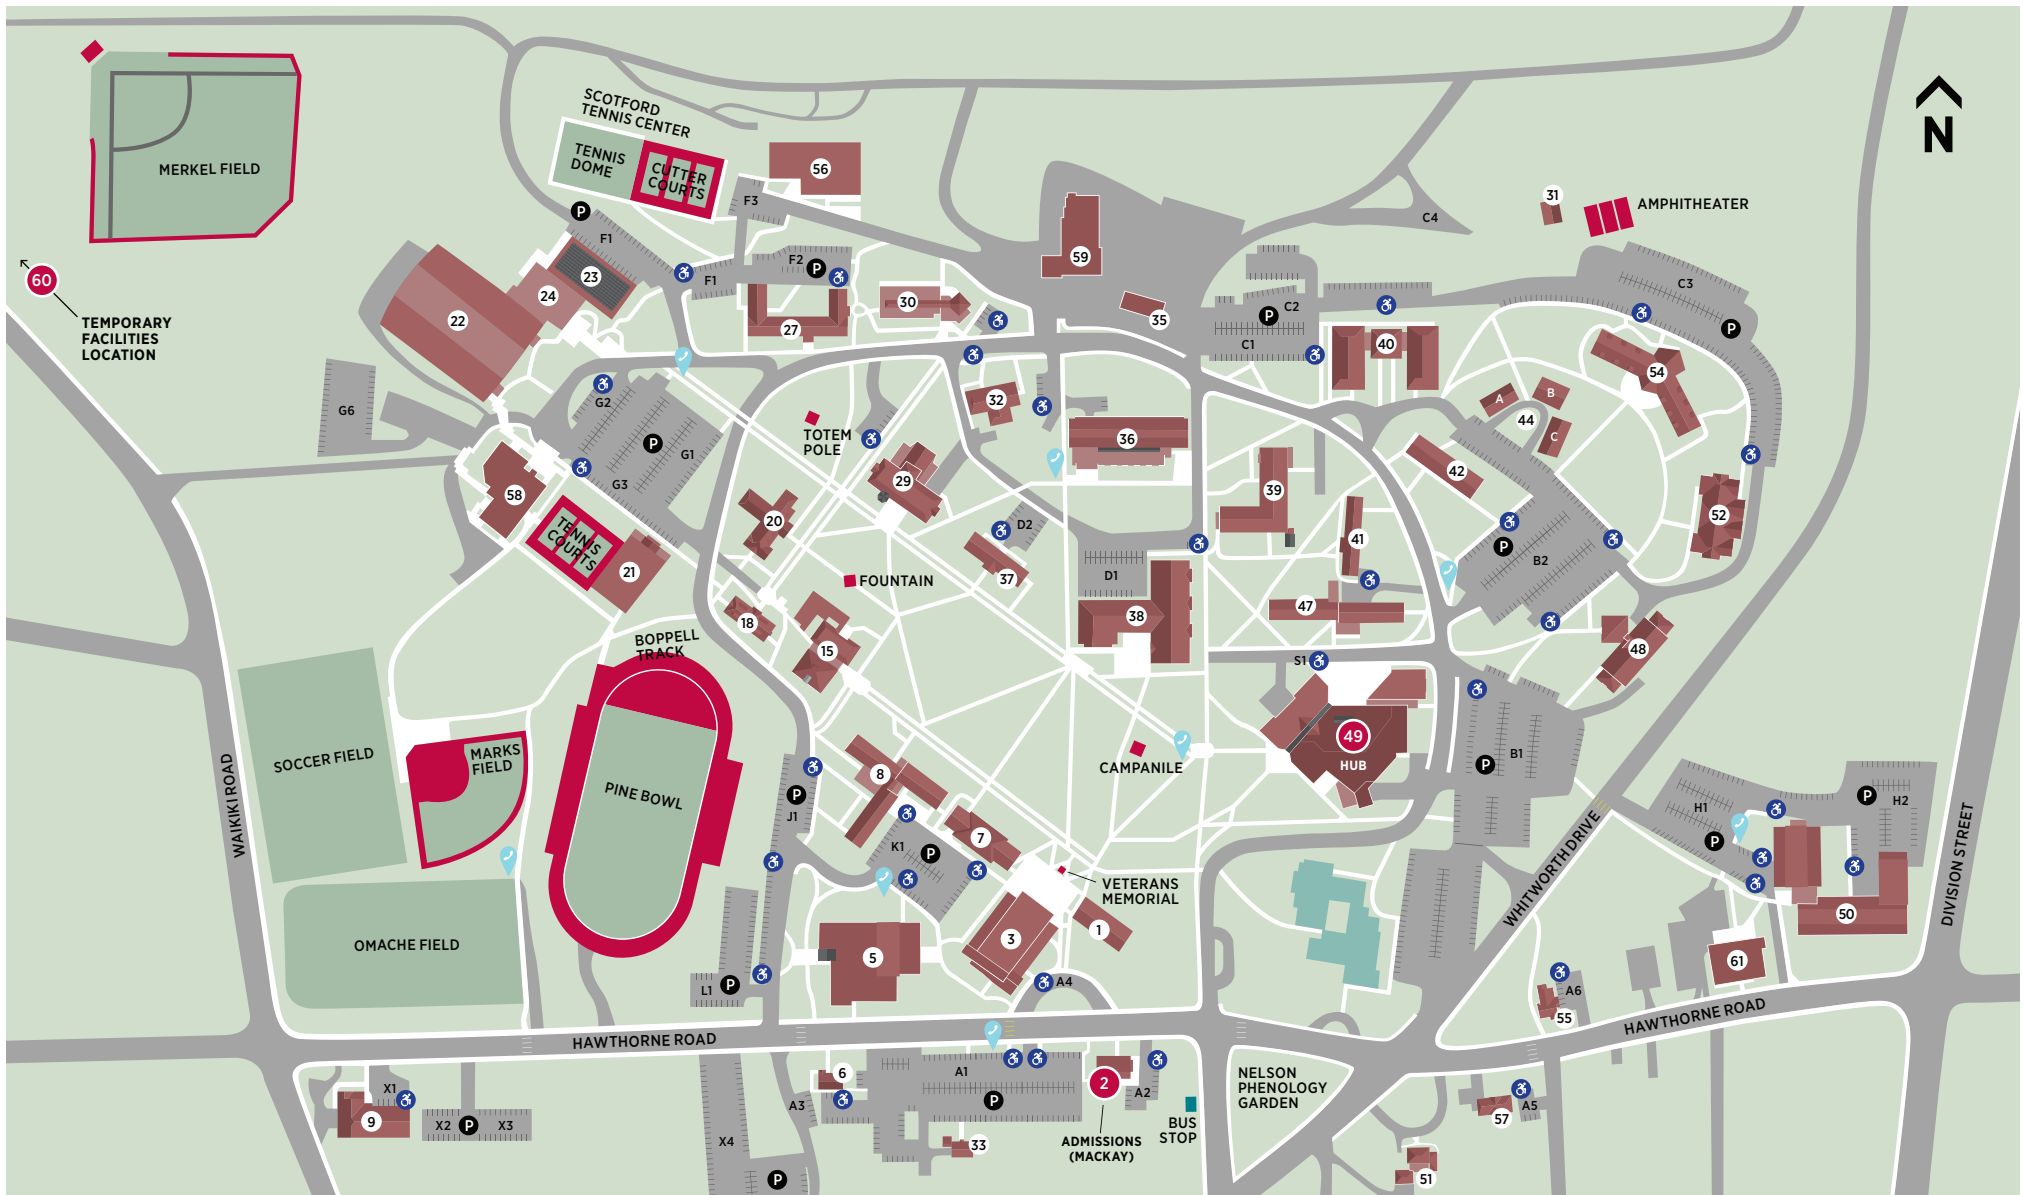 SCOTFORD
TENNIS CENTER
TENNIS
DOME
CUTTER
COURTS
MERKEL FIELD
N
60
TEMPORARY
FACILITIES
LOCATION
56
F3
P
F1
23
24
22
F1
F2
P
27
30
59
35
C4
31
AMPHITHEATER
C3
P
C2
P
C1
40
54
A
B
C
44
42
52
G6
G2
P
G1
G3
58
TENNIS
COURTS
21
TOTEM
POLE
29
20
32
36
39
41
D2
37
D1
38
47
P
B2
48
FOUNTAIN
18
15
BOPPELL
TRACK
SOCCER FIELD
MARKS
FIELD
PINE BOWL
OMACHE FIELD
WAIKIKI ROAD
S1
49
HUB
CAMPANILE
P
B1
8
7
P
J1
K1
P
VETERANS
MEMORIAL
1
3
5
A4
L1
P
H1
P
P
H2
50
61
WHITWORTH DRIVE
DIVISION STREET
A6
55
HAWTHORNE ROAD
HAWTHORNE ROAD
X1
9
X2
P
X3
X4
P
6
A3
A1
P
33
2
A2
ADMISSIONS
(MACKAY)
BUS
STOP
NELSON
PHENOLOGY
GARDEN
57
A5
51